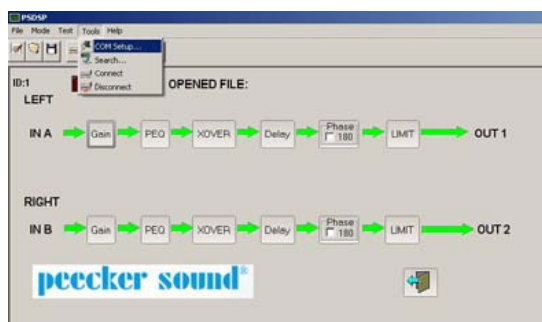 PSDSP
File Mode Test Tools Help
COM Setup...
Search...
Connect
Disconnect
ID:1
OPENED FILE:
LEFT
IN A Gain PEQ XOVER Delay Phase 180 LIMIT OUT 1
RIGHT
IN B Gain PEQ XOVER Delay Phase 180 LIMIT OUT 2
peecker sound®